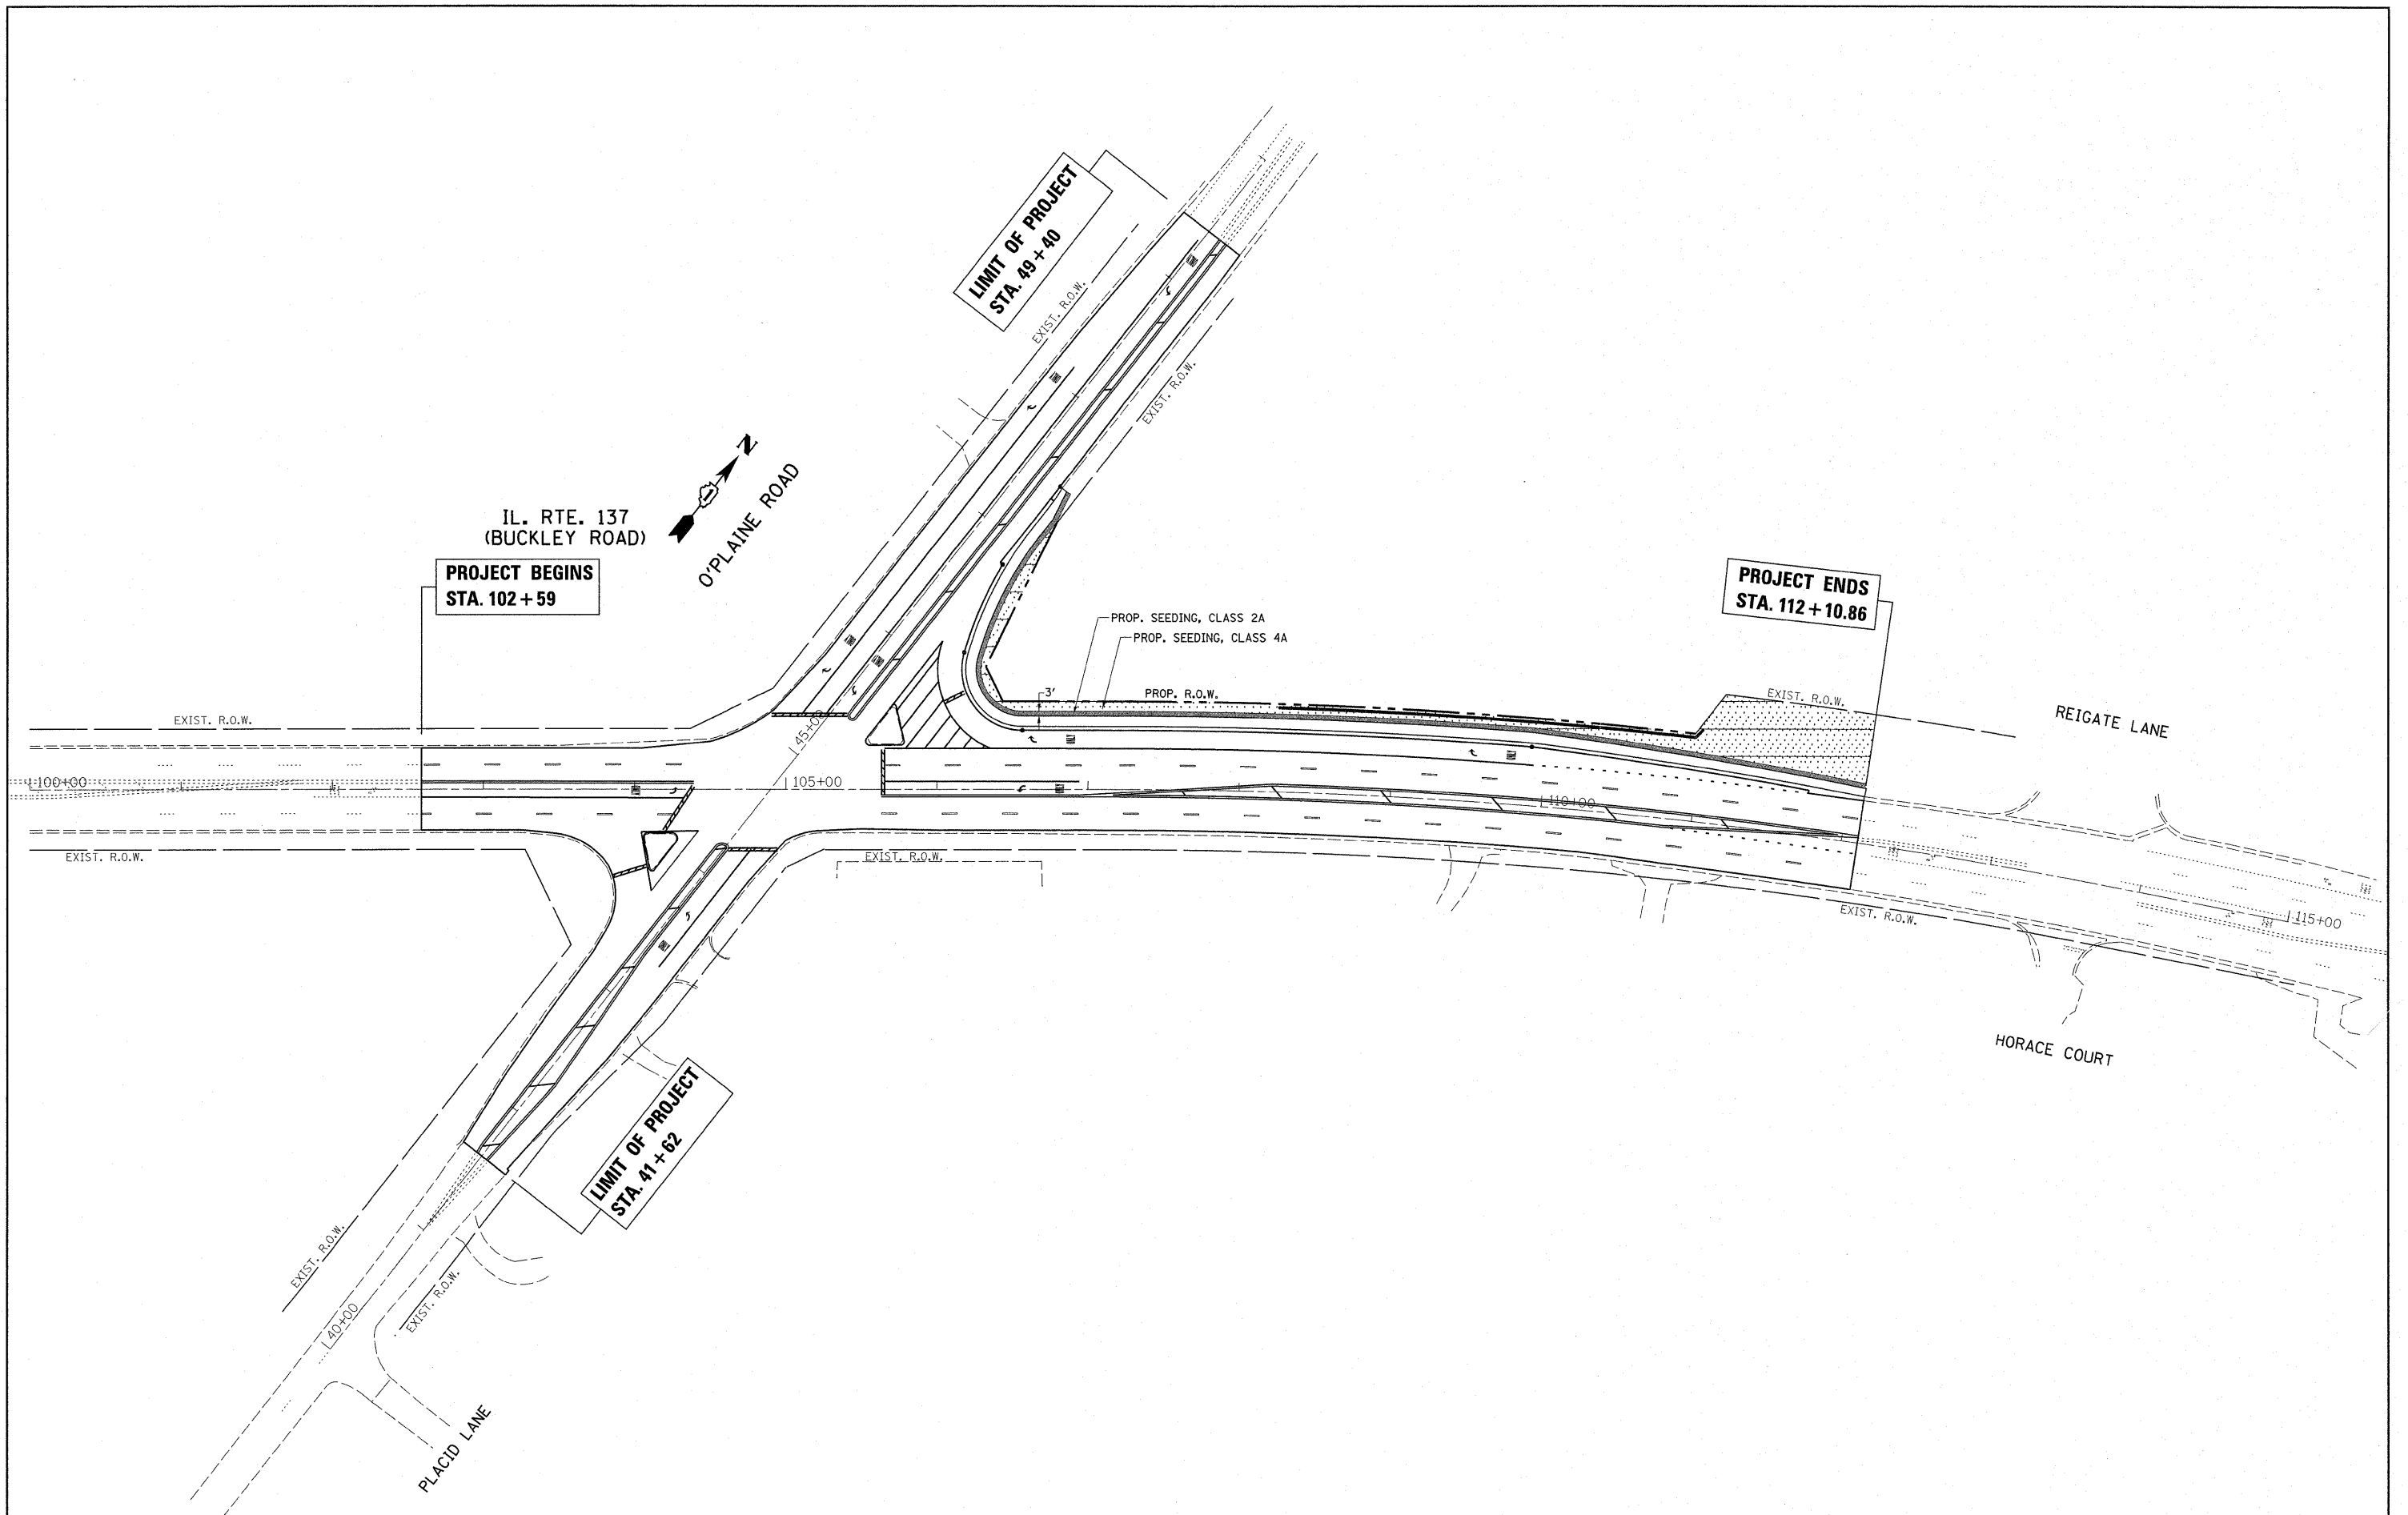 LIMIT OF PROJECT
STA. 49+40
EXIST. R.O.W.
EXIST. R.O.W.
N
IL. RTE. 137
(BUCKLEY ROAD)
O'PLAINE ROAD
PROJECT BEGINS
STA. 102+59
PROJECT ENDS
STA. 112+10.86
PROP. SEEDING, CLASS 2A
PROP. SEEDING, CLASS 4A
3'
PROP. R.O.W.
EXIST. R.O.W.
REIGATE LANE
EXIST. R.O.W.
45+00
100+00
105+00
110+00
EXIST. R.O.W.
EXIST. R.O.W.
EXIST. R.O.W.
115+00
HORACE COURT
LIMIT OF PROJECT
STA. 41+62
EXIST. R.O.W.
EXIST. R.O.W.
40+00
PLACID LANE